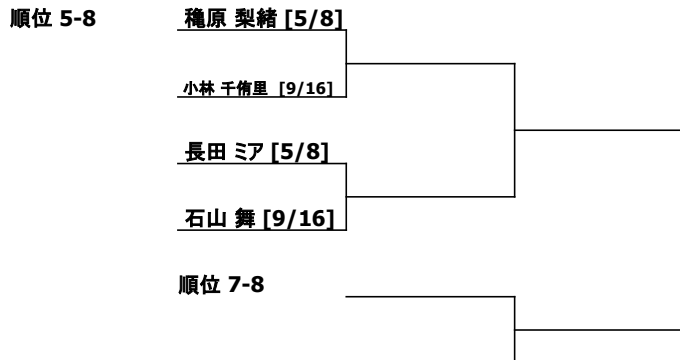 順位 5-8
穐原 梨緒 [5/8]
小林 千侑里 [9/16]
長田 ミア [5/8]
石山 舞 [9/16]
順位 7-8